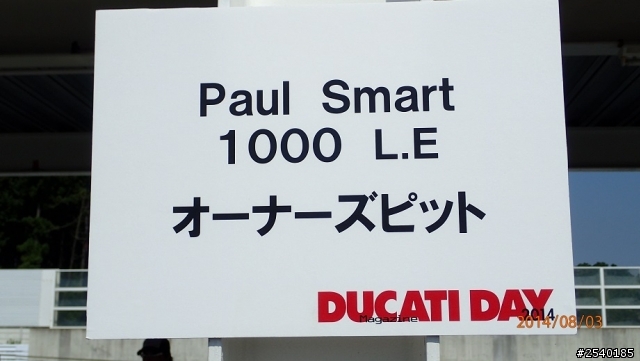 Paul Smart
1000 L.E
オーナーズピット
DUCATI DAY
Magazine 2014
2014/08/03
#2540185